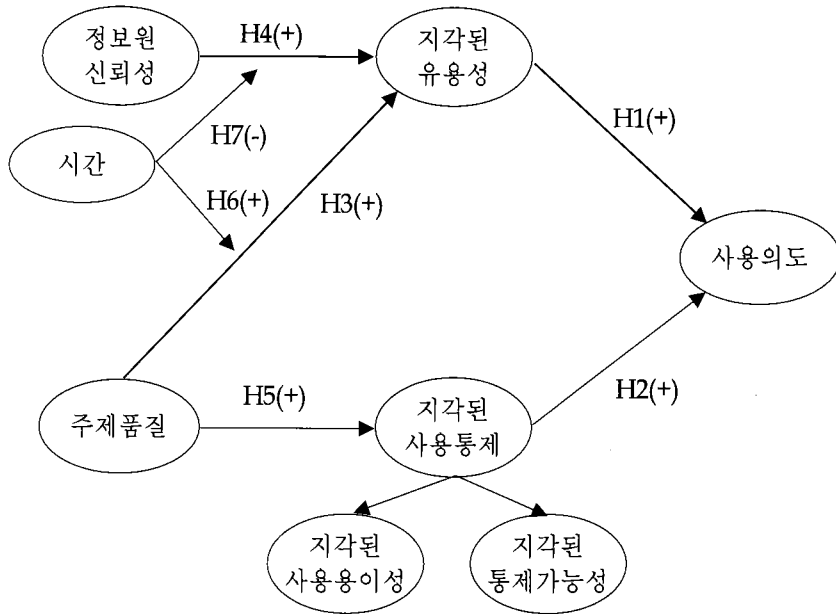 정보원
신뢰성
H4(+)
지각된
유용성
H7(-)
H1(+)
시간
H6(+)
H3(+)
사용의도
주제품질
H5(+)
지각된
사용통제
H2(+)
지각된
사용용이성
지각된
통제가능성